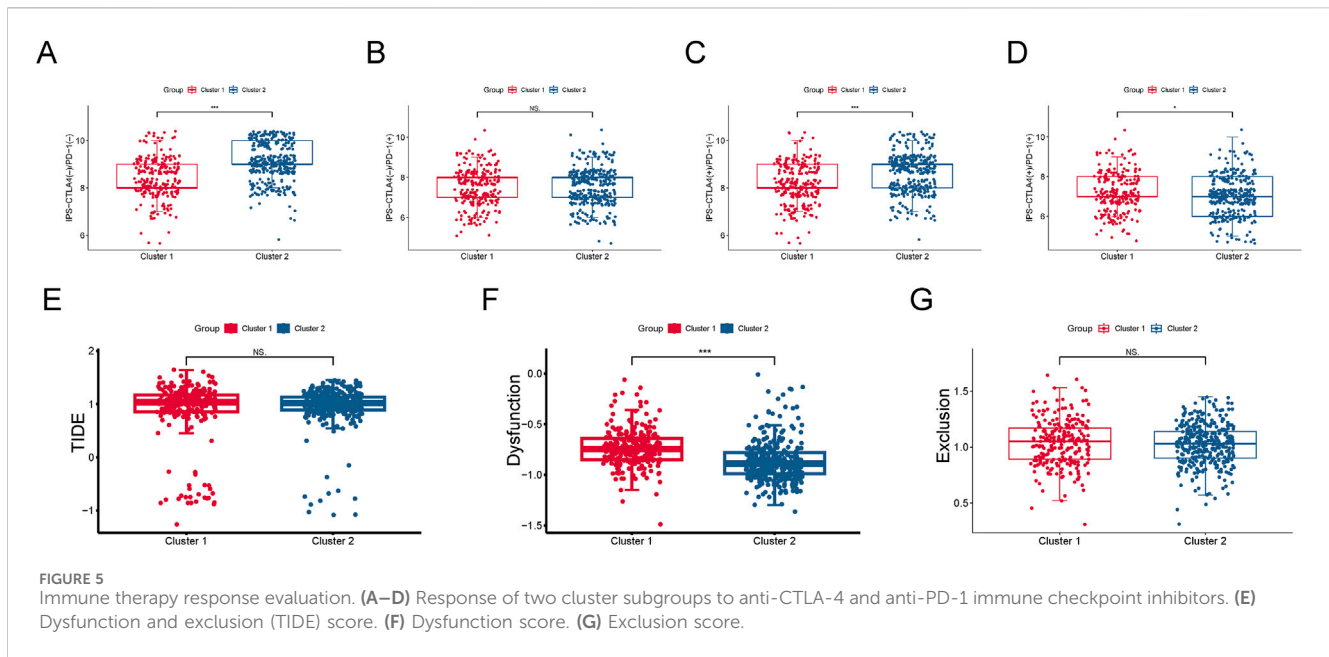 A
B
C
D
Group Cluster 1 Cluster 2
Group Cluster 1 Cluster 2
Group Cluster 1 Cluster 2
Group Cluster 1 Cluster 2
***
NS.
***
*
IPS−CTLA4(−)/PD−1(−)
10
8
6
Cluster 1 Cluster 2
IPS−CTLA4(−)/PD−1(+)
10
8
6
Cluster 1 Cluster 2
IPS−CTLA4(+)/PD−1(−)
10
8
6
Cluster 1 Cluster 2
IPS−CTLA4(+)/PD−1(+)
10
8
6
Cluster 1 Cluster 2
E
F
G
Group Cluster 1 Cluster 2
NS.
TIDE
2
1
0
−1
Cluster 1 Cluster 2
Group Cluster 1 Cluster 2
***
Dysfunction
0.0
−0.5
−1.0
−1.5
Cluster 1 Cluster 2
Group Cluster 1 Cluster 2
NS.
Exclusion
1.5
1.0
0.5
Cluster 1 Cluster 2
FIGURE 5
Immune therapy response evaluation. (A–D) Response of two cluster subgroups to anti-CTLA-4 and anti-PD-1 immune checkpoint inhibitors. (E)
Dysfunction and exclusion (TIDE) score. (F) Dysfunction score. (G) Exclusion score.